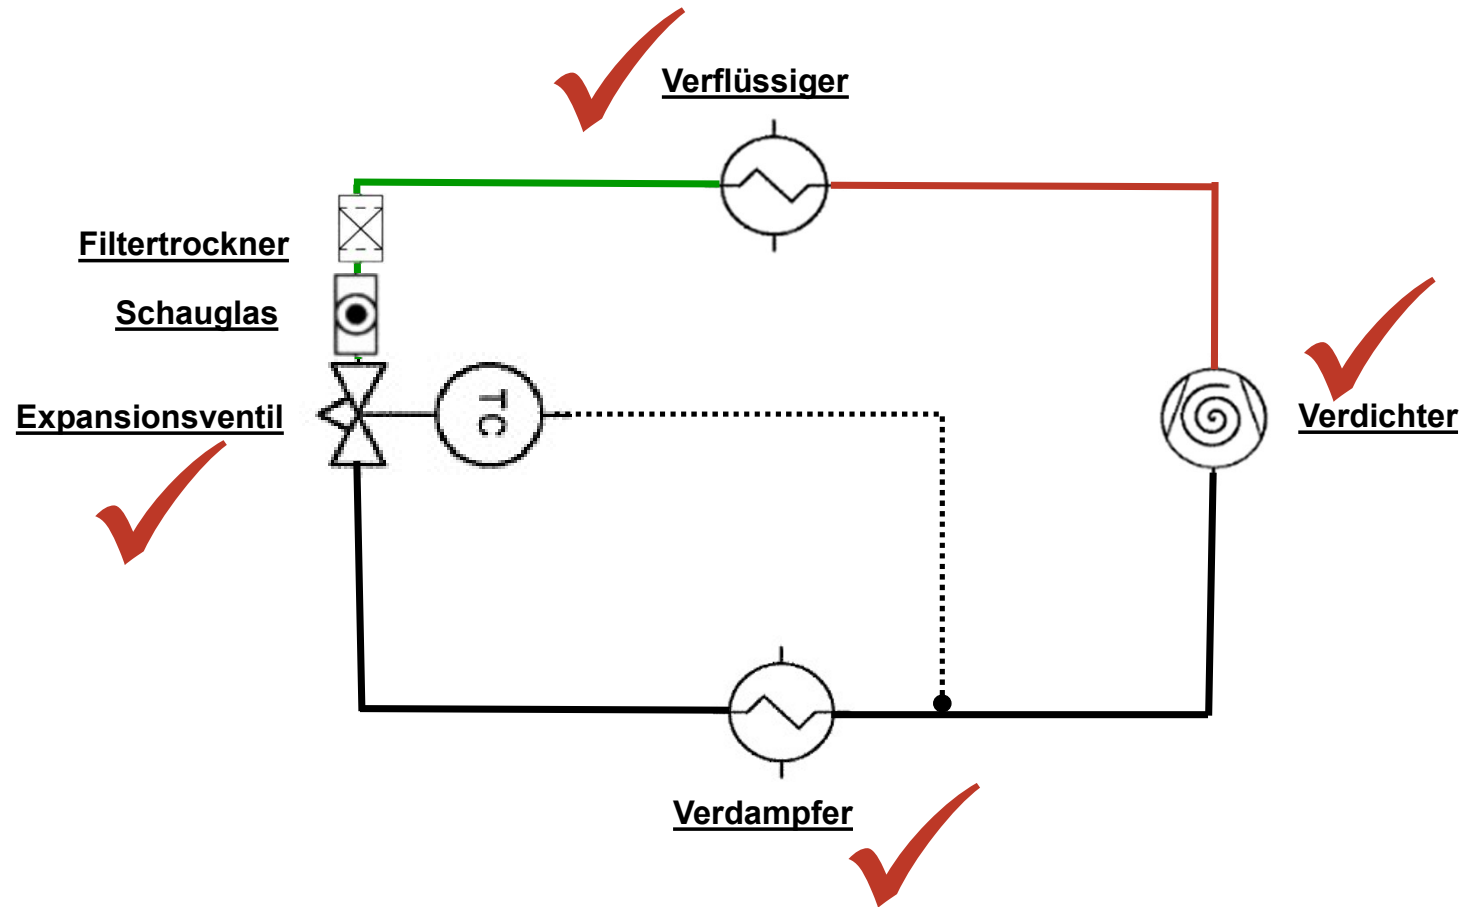 Verflüssiger
Filtertrockner
Schauglas
TC
Expansionsventil
Verdichter
Verdampfer